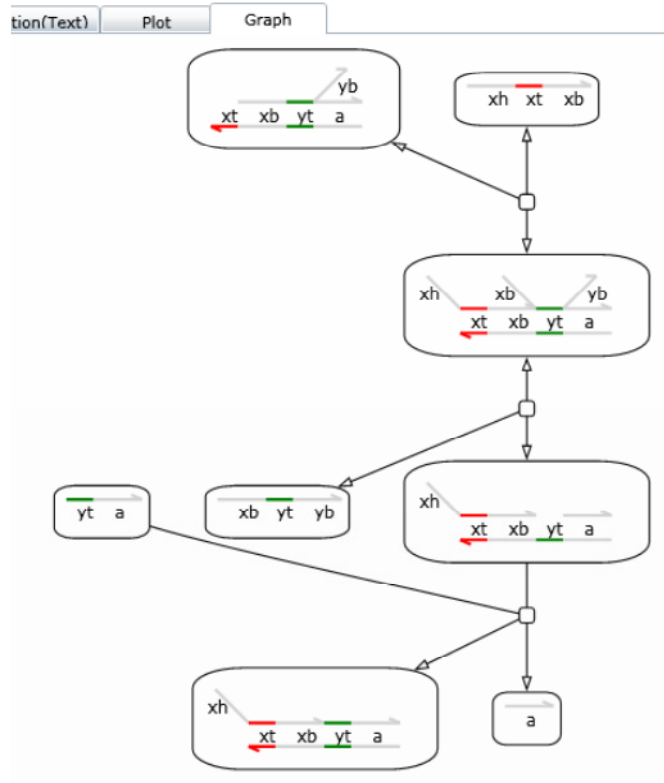 tion(Text) Plot Graph
yb
xt xb yt a
xh xt xb
xh xb yb
xt xb yt a
yt a
xb yt yb
xh
xt xb yt a
xh
xt xb yt a
a